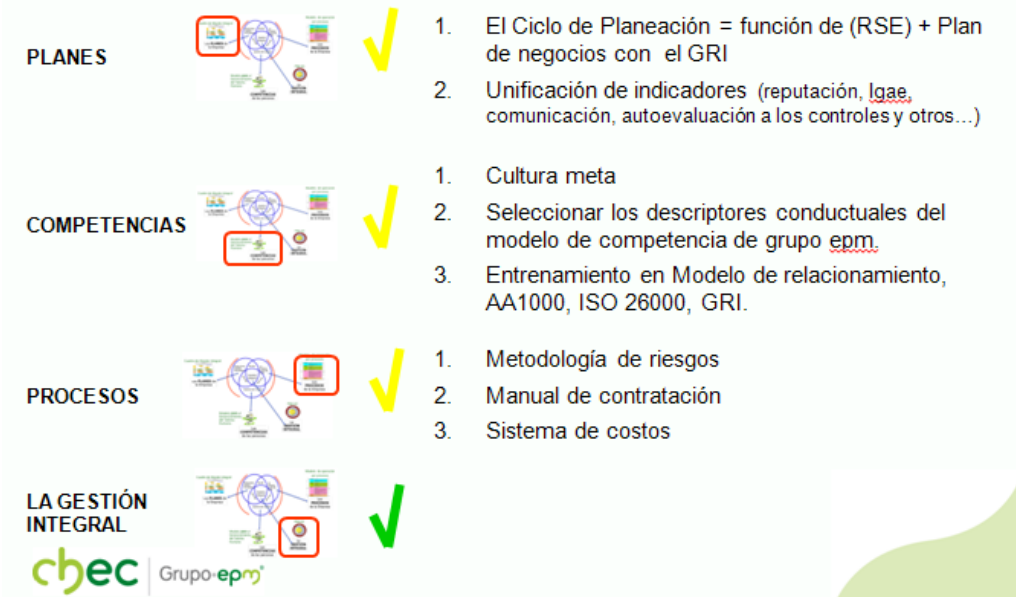 PLANES
1. El Ciclo de Planeación = función de (RSE) + Plan
de negocios con el GRI
2. Unificación de indicadores (reputación, Igae,
comunicación, autoevaluación a los controles y otros…)
COMPETENCIAS
1. Cultura meta
2. Seleccionar los descriptores conductuales del
modelo de competencia de grupo epm.
3. Entrenamiento en Modelo de relacionamiento,
AA1000, ISO 26000, GRI.
PROCESOS
1. Metodología de riesgos
2. Manual de contratación
3. Sistema de costos
LA GESTIÓN
INTEGRAL
chec Grupo·epm